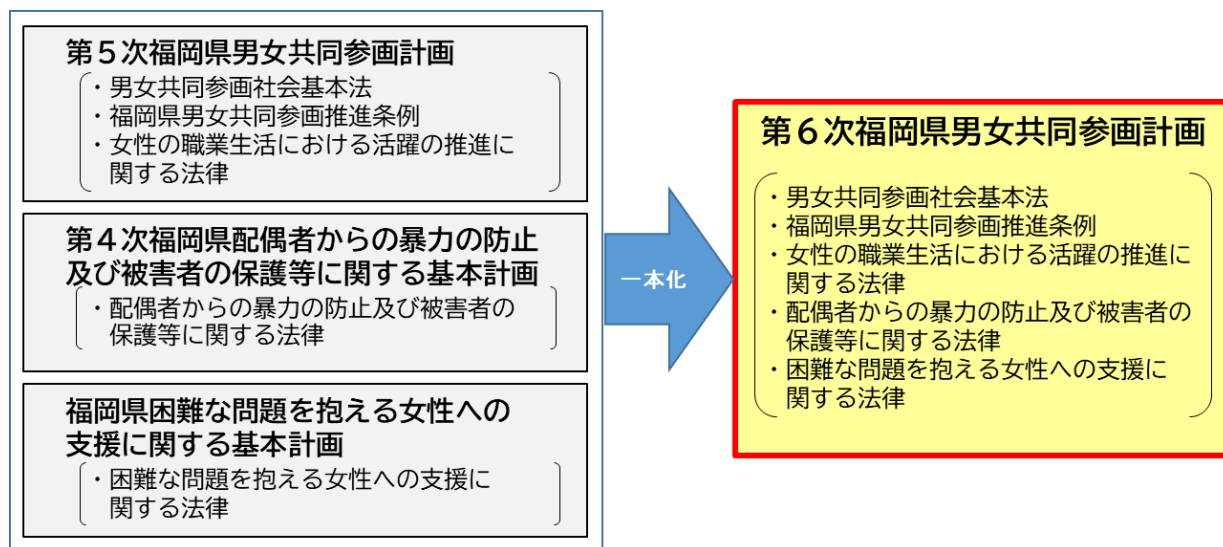 第５次福岡県男女共同参画計画
・男女共同参画社会基本法
・福岡県男女共同参画推進条例
・女性の職業生活における活躍の推進に
関する法律
第４次福岡県配偶者からの暴力の防止
及び被害者の保護等に関する基本計画
・配偶者からの暴力の防止及び被害者の
保護等に関する法律
福岡県困難な問題を抱える女性への
支援に関する基本計画
・困難な問題を抱える女性への支援に
関する法律
一本化
第６次福岡県男女共同参画計画
・男女共同参画社会基本法
・福岡県男女共同参画推進条例
・女性の職業生活における活躍の推進に
関する法律
・配偶者からの暴力の防止及び被害者の
保護等に関する法律
・困難な問題を抱える女性への支援に
関する法律